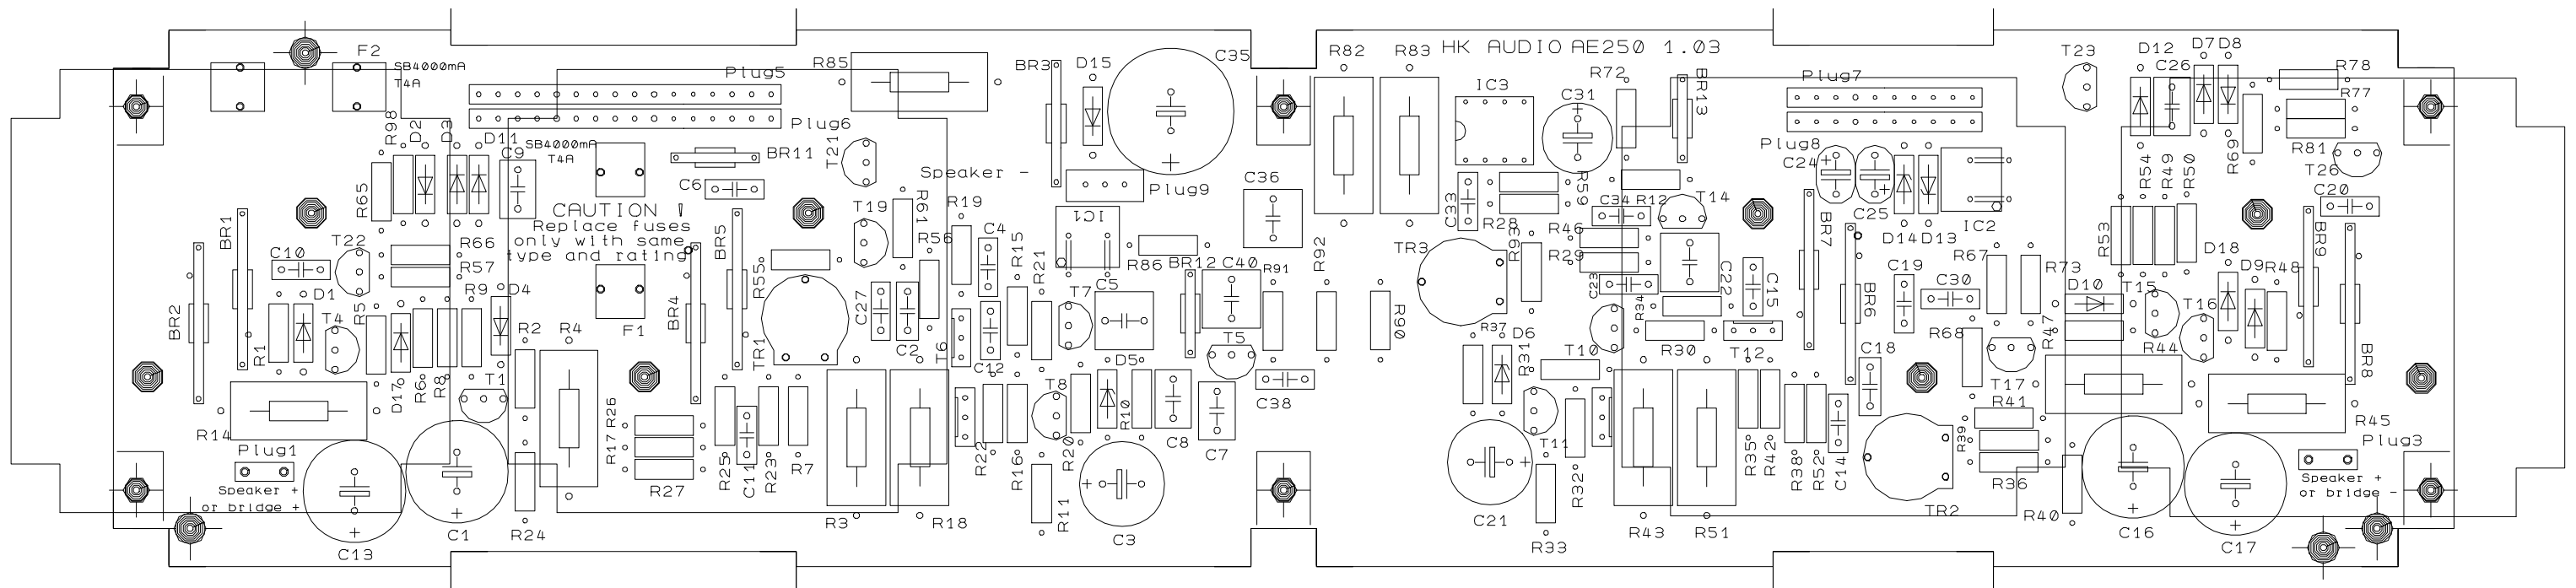 HK AUDIO AE250 1.03
F2
SB4000mA
T4A
Plug5
R85
BR3
D15
C35
R82
R83
IC3
R72
C31
BR13
Plug7
T23
D12
C26
D7
D8
R78
R77
R98
D2
D3
D11
C9
SB4000mA
T4A
BR11
Plug6
T21
Speaker -
Plug9
C36
Plug8
C24
R69
R81
T26
R65
C6
R61
R19
C33
R28
R59
C34
R12
T14
C25
R54
R49
R50
C20
CAUTION !
Replace fuses
only with same
type and rating
BR1
T22
C10
R66
R57
BR5
T19
R56
C4
R15
IC1
R86
C40
BR12
R91
R92
TR3
R93
R46
R29
C23
C22
C15
BR7
D14
D13
IC2
R67
R73
R53
D18
D9
R48
BR9
BR2
D1
T4
R5
R9
D4
F1
BR4
R55
TR1
C27
C2
T6
R21
T7
C5
T5
R90
R37
D6
R34
R30
T12
BR6
C19
C30
R68
D10
T15
T16
R47
R44
BR8
R1
D17
R6
R8
T1
R2
R4
C12
D5
R31
T10
C18
T17
R41
R14
R17
R26
R25
C11
R23
R7
R22
R16
T8
R20
R10
C8
C7
C38
T11
R32
R35
R42
R38
R52
C14
R39
R36
R45
Plug1
Speaker +
or bridge +
R27
R3
R18
R11
C3
C21
R33
R43
R51
TR2
R40
Plug3
Speaker +
or bridge -
C13
C1
R24
C16
C17